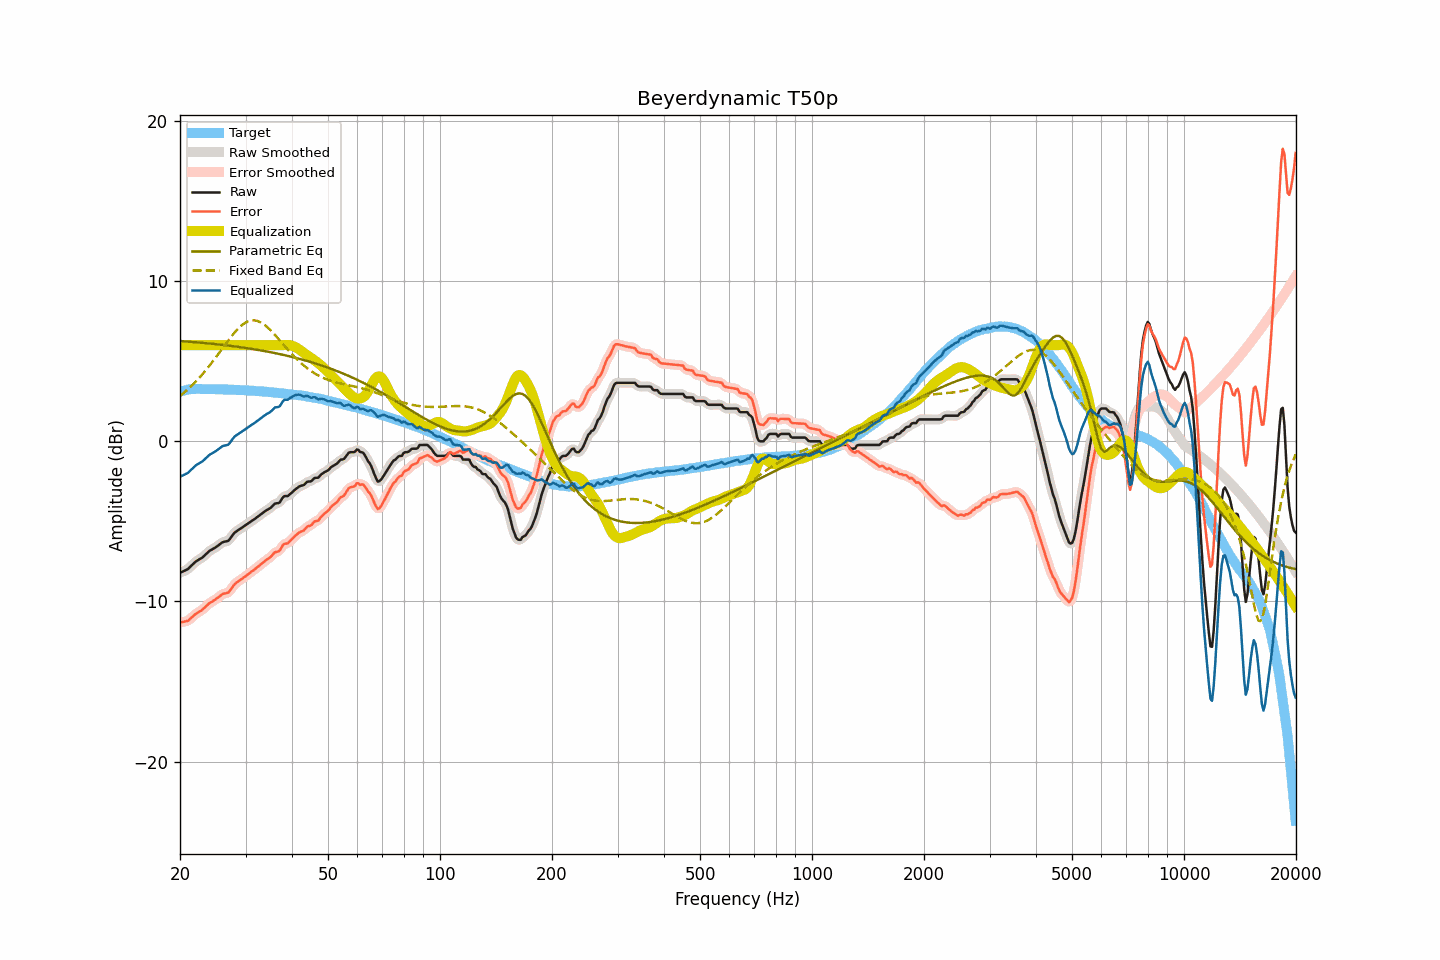 Beyerdynamic T50p
Target
Raw Smoothed
Error Smoothed
Raw
Error
Equalization
Parametric Eq
Fixed Band Eq
Equalized
20
10
0
−10
−20
Amplitude (dBr)
20 50 100 200 500 1000 2000 5000 10000 20000
Frequency (Hz)